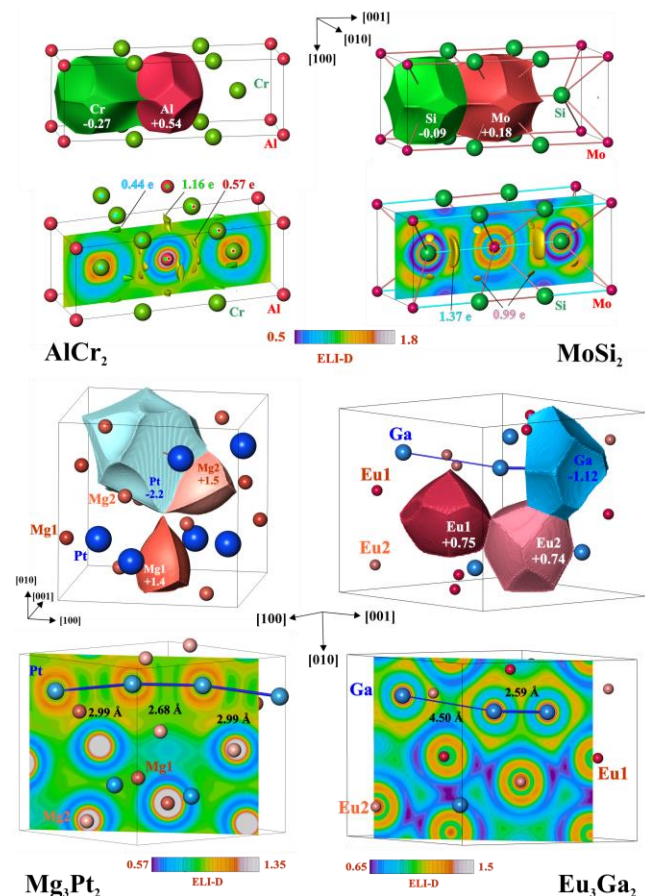 [001]
[010]
[100]
Cr
-0.27
Al
+0.54
Cr
Al
Si
-0.09
Mo
+0.18
Si
Mo
0.44 e
1.16 e
0.57 e
Cr
Al
1.37 e
0.99 e
Si
Mo
0.5
1.8
ELI-D
AlCr₂
MoSi₂
Pt
-2.2
Mg2
+1.5
Mg2
Mg1
Pt
Mg1
+1.4
[010]
[001]
[100]
Ga
Ga
-1.12
Eu1
Eu1
+0.75
Eu2
+0.74
Eu2
[100]
[001]
[010]
Pt
2.99 Å
2.68 Å
2.99 Å
Mg1
Mg2
Ga
2.59 Å
4.50 Å
Eu1
Eu2
0.57
1.35
ELI-D
Mg₃Pt₂
0.65
1.5
ELI-D
Eu₃Ga₂